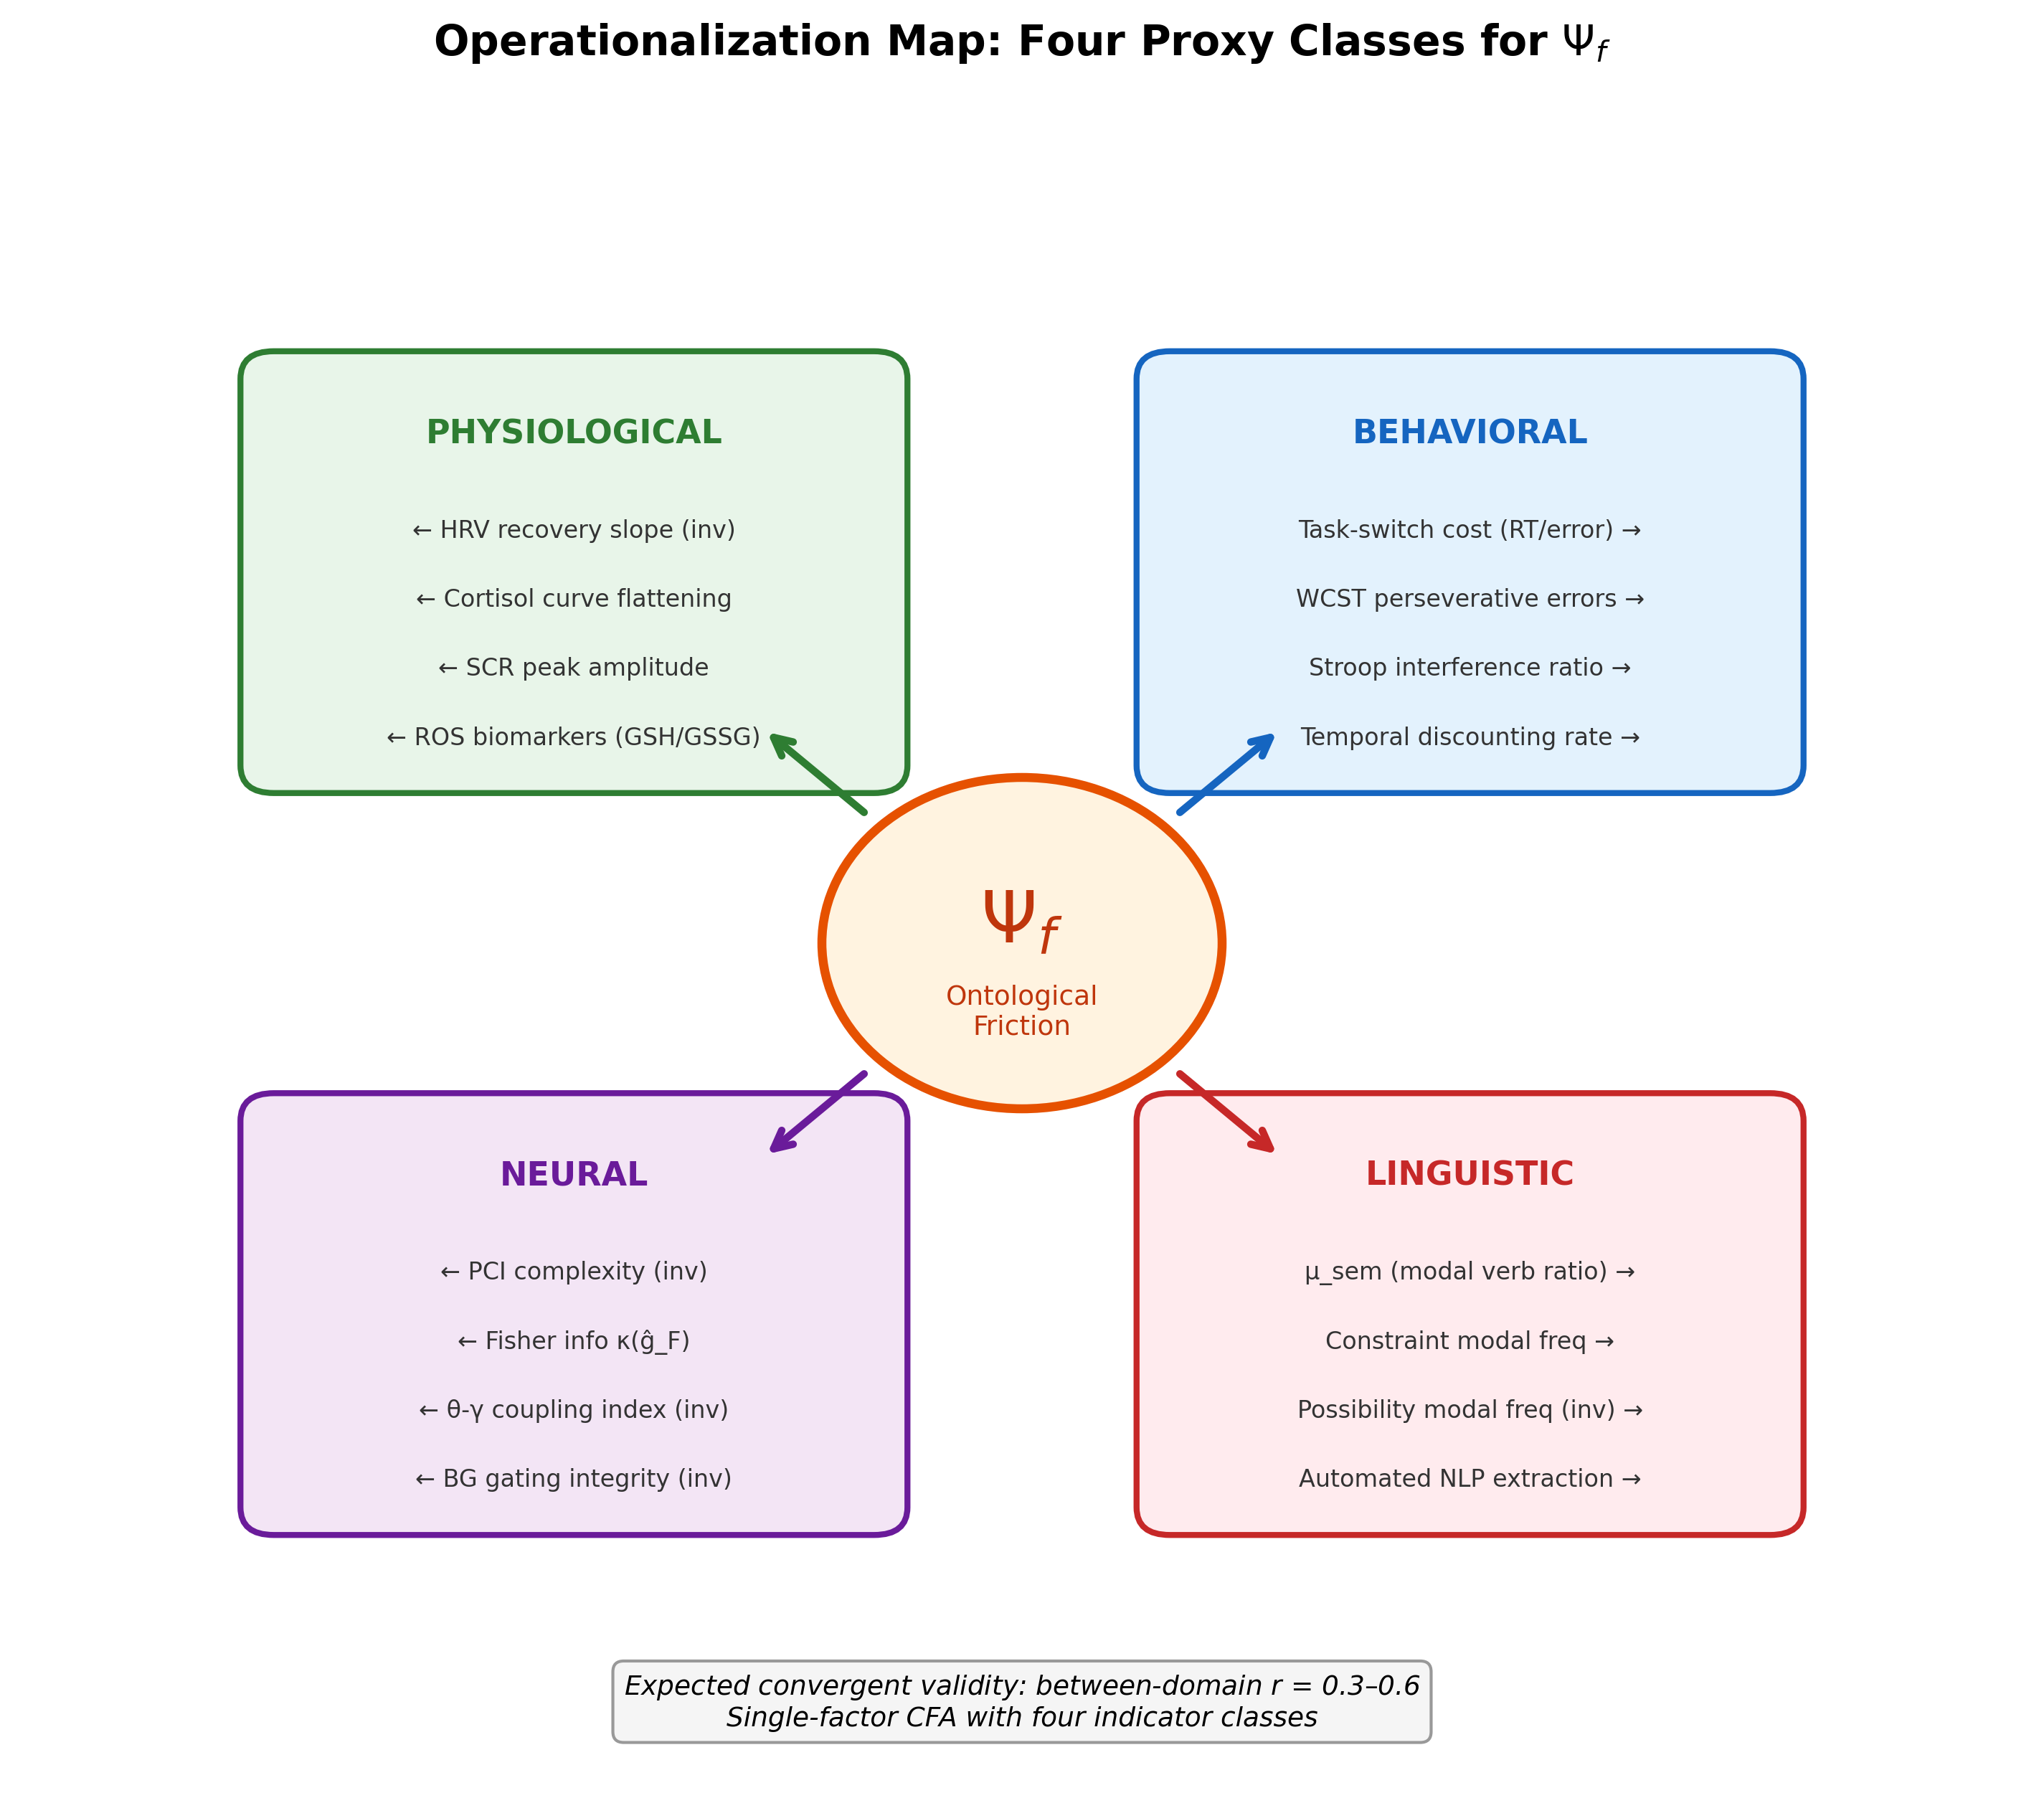 Operationalization Map: Four Proxy Classes for Ψ_f
PHYSIOLOGICAL
← HRV recovery slope (inv)
← Cortisol curve flattening
← SCR peak amplitude
← ROS biomarkers (GSH/GSSG)
BEHAVIORAL
Task-switch cost (RT/error) →
WCST perseverative errors →
Stroop interference ratio →
Temporal discounting rate →
Ψ_f
Ontological
Friction
NEURAL
← PCI complexity (inv)
← Fisher info κ(ĝ_F)
← θ-γ coupling index (inv)
← BG gating integrity (inv)
LINGUISTIC
μ_sem (modal verb ratio) →
Constraint modal freq →
Possibility modal freq (inv) →
Automated NLP extraction →
Expected convergent validity: between-domain r = 0.3–0.6
Single-factor CFA with four indicator classes